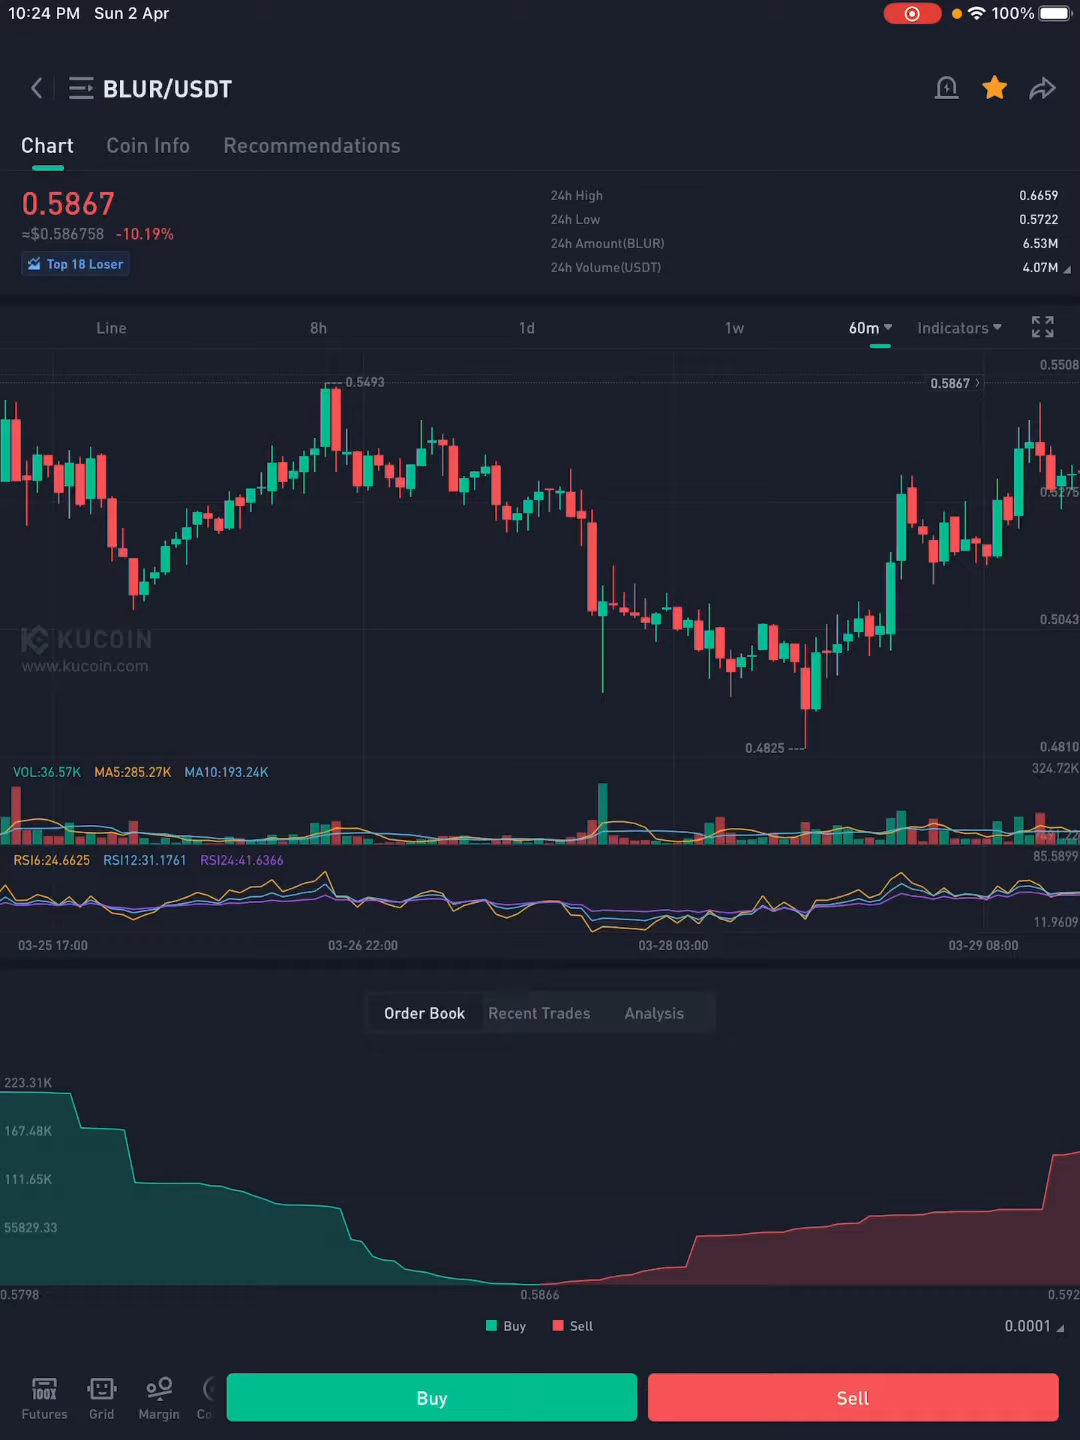 10:24 PM Sun 2 Apr 100%
BLUR/USDT
Chart Coin Info Recommendations
0.5867
≈$0.586758 -10.19%
Top 18 Loser
24h High 0.6659
24h Low 0.5722
24h Amount(BLUR) 6.53M
24h Volume(USDT) 4.07M
Line 8h 1d 1w 60m Indicators
0.5508
0.5493 0.5867
0.5275
0.5043
KUCOIN
www.kucoin.com
0.4825 0.4810
VOL:36.57K MA5:285.27K MA10:193.24K 324.72K
RSI6:24.6625 RSI12:31.1761 RSI24:41.6366 85.5899
11.9609
03-25 17:00 03-26 22:00 03-28 03:00 03-29 08:00
Order Book Recent Trades Analysis
223.31K
167.48K
111.65K
55829.33
0.5798 0.5866 0.592
Buy Sell 0.0001
100X
Futures Grid Margin Co
Buy Sell